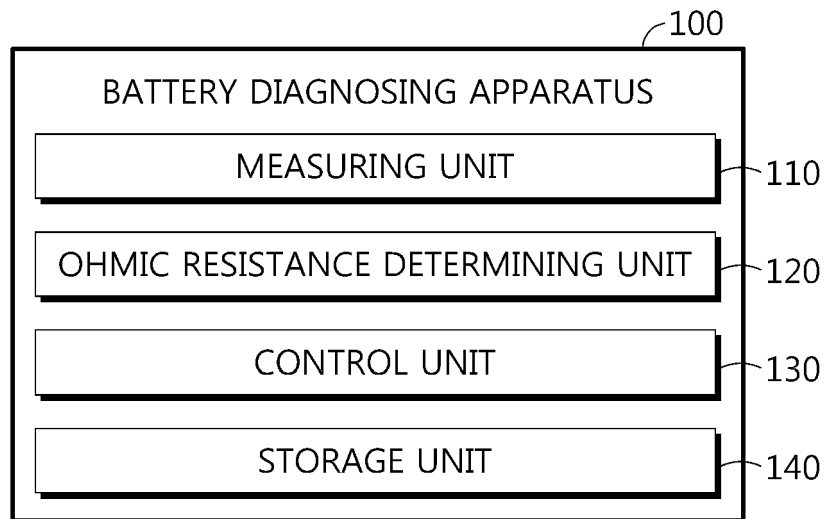 100
BATTERY DIAGNOSING APPARATUS
MEASURING UNIT
110
OHMIC RESISTANCE DETERMINING UNIT
120
CONTROL UNIT
130
STORAGE UNIT
140